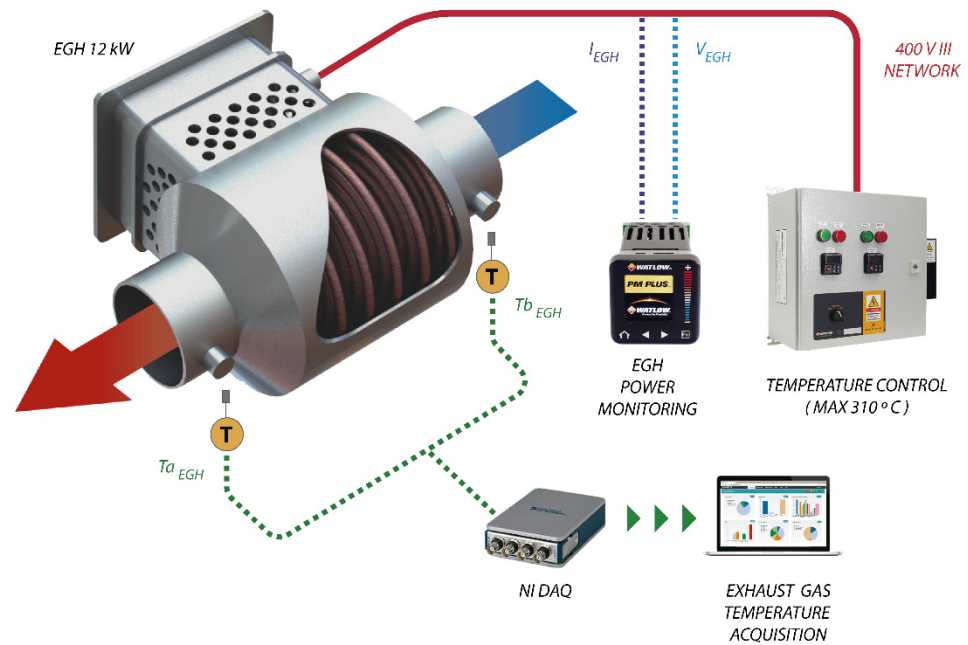 EGH 12 kW
I EGH
V EGH
400 V III
NETWORK
WATLOW
PM PLUS
WATLOW
T
Tb EGH
EGH
POWER
MONITORING
TEMPERATURE CONTROL
( MAX 310 º C )
T
Ta EGH
NI DAQ
EXHAUST GAS
TEMPERATURE
ACQUISITION